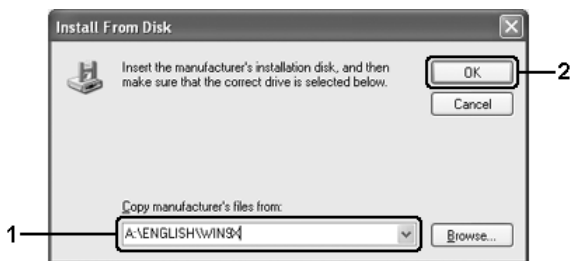 Install From Disk
Insert the manufacturer's installation disk, and then
make sure that the correct drive is selected below.
OK
2
Cancel
Copy manufacturer's files from:
1
A:\ENGLISH\WIN9X
Browse...